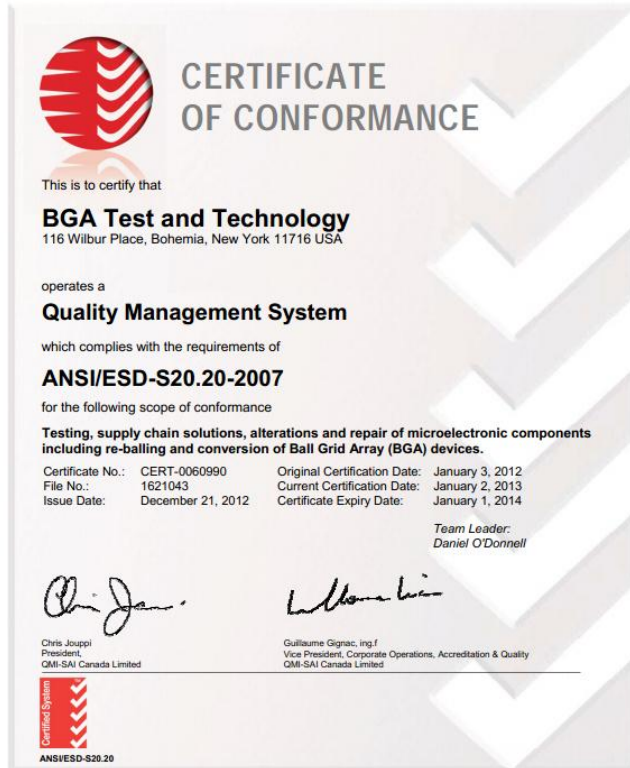 CERTIFICATE
OF CONFORMANCE
This is to certify that
BGA Test and Technology
116 Wilbur Place, Bohemia, New York 11716 USA
operates a
Quality Management System
which complies with the requirements of
ANSI/ESD-S20.20-2007
for the following scope of conformance
Testing, supply chain solutions, alterations and repair of microelectronic components
including re-balling and conversion of Ball Grid Array (BGA) devices.
Certificate No.: CERT-0060990 Original Certification Date: January 3, 2012
File No.: 1621043 Current Certification Date: January 2, 2013
Issue Date: December 21, 2012 Certificate Expiry Date: January 1, 2014
Team Leader:
Daniel O'Donnell
Chris Jouppi
President,
QMI-SAI Canada Limited
Guillaume Gignac, ing.f
Vice President, Corporate Operations, Accreditation & Quality
QMI-SAI Canada Limited
Certified System
ANSI/ESD-S20.20